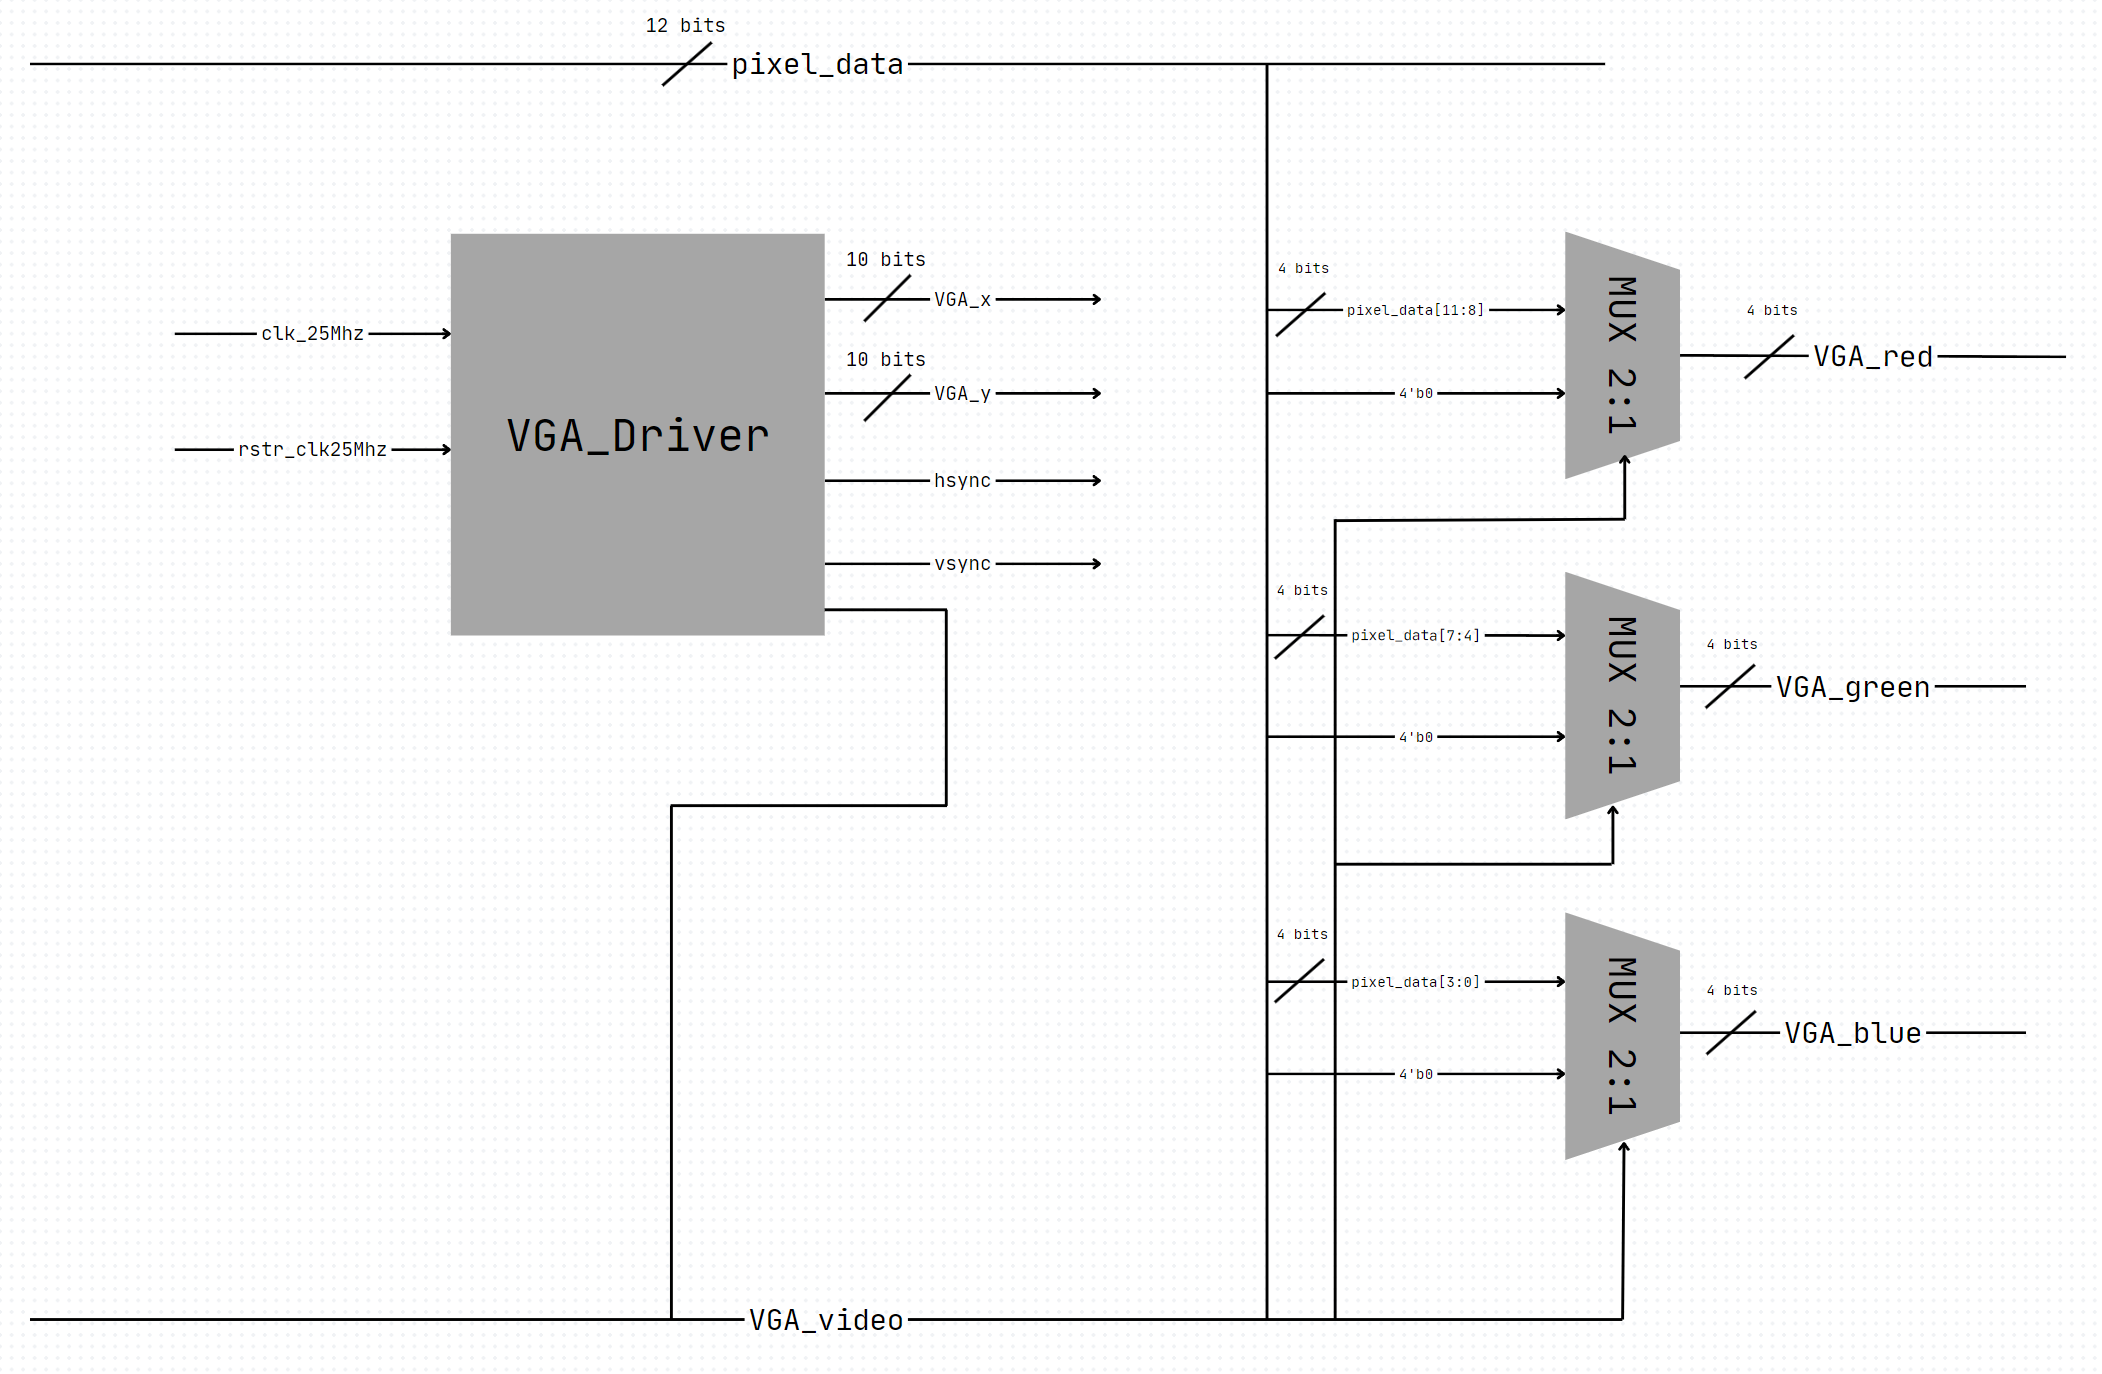 12 bits
pixel_data
10 bits
VGA_x
clk_25Mhz
10 bits
VGA_y
VGA_Driver
rstr_clk25Mhz
hsync
vsync
4 bits
pixel_data[11:8]
4'b0
MUX 2:1
4 bits
VGA_red
4 bits
pixel_data[7:4]
4'b0
MUX 2:1
4 bits
VGA_green
4 bits
pixel_data[3:0]
4'b0
MUX 2:1
4 bits
VGA_blue
VGA_video